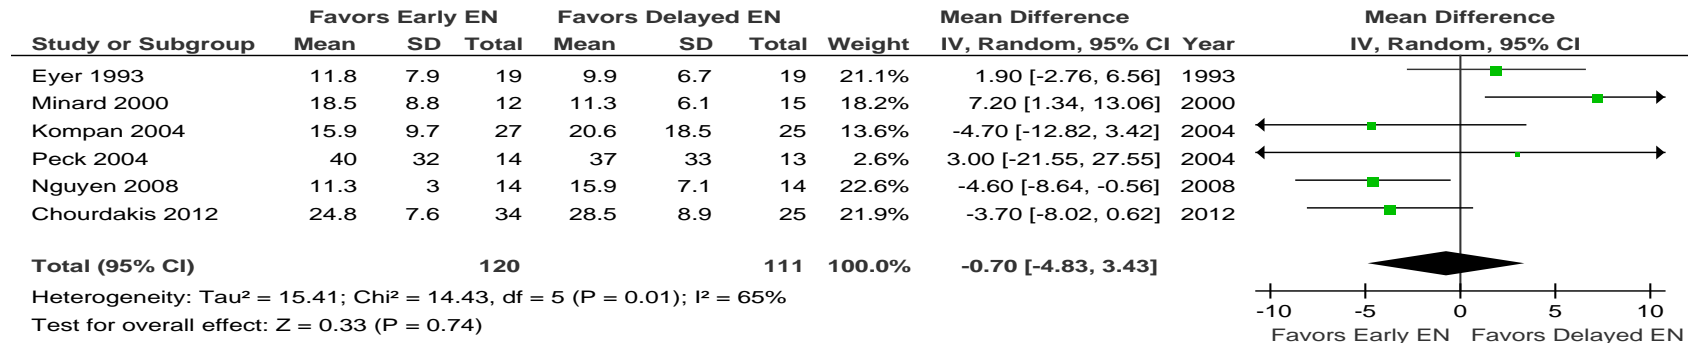 Favors Early EN Favors Delayed EN Mean Difference Mean Difference
Study or Subgroup Mean SD Total Mean SD Total Weight IV, Random, 95% CI Year IV, Random, 95% CI
Eyer 1993 11.8 7.9 19 9.9 6.7 19 21.1% 1.90 [-2.76, 6.56] 1993
Minard 2000 18.5 8.8 12 11.3 6.1 15 18.2% 7.20 [1.34, 13.06] 2000
Kompan 2004 15.9 9.7 27 20.6 18.5 25 13.6% -4.70 [-12.82, 3.42] 2004
Peck 2004 40 32 14 37 33 13 2.6% 3.00 [-21.55, 27.55] 2004
Nguyen 2008 11.3 3 14 15.9 7.1 14 22.6% -4.60 [-8.64, -0.56] 2008
Chourdakis 2012 24.8 7.6 34 28.5 8.9 25 21.9% -3.70 [-8.02, 0.62] 2012
Total (95% CI) 120 111 100.0% -0.70 [-4.83, 3.43]
Heterogeneity: Tau² = 15.41; Chi² = 14.43, df = 5 (P = 0.01); I² = 65%
Test for overall effect: Z = 0.33 (P = 0.74)
-10 -5 0 5 10
Favors Early EN Favors Delayed EN